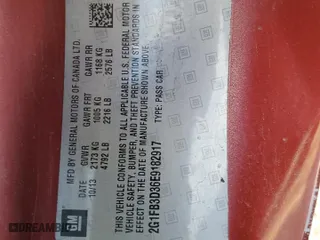 MFD BY GENERAL MOTORS OF CANADA LTD.
10/13
GVWR
2173 KG
4792 LB
GAWR FRT
1005 KG
2216 LB
GAWR RR
1168 KG
2576 LB
THIS VEHICLE CONFORMS TO ALL APPLICABLE U.S. FEDERAL MOTOR
VEHICLE SAFETY, BUMPER, AND THEFT PREVENTION STANDARDS IN
EFFECT ON THE DATE OF MANUFACTURE SHOWN ABOVE.
2G1FB3D36E9182917
TYPE: PASS CAR
GM